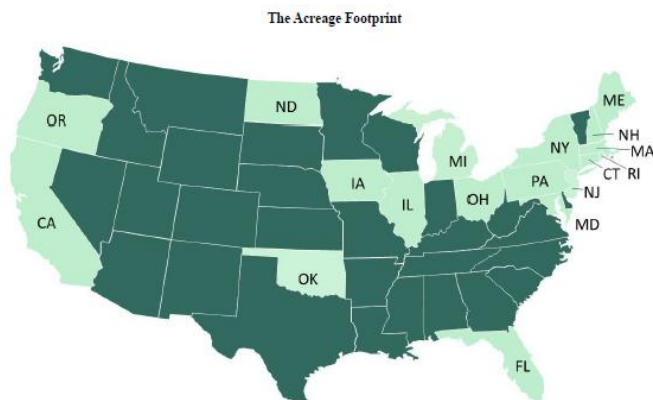 The Acreage Footprint
ME
ND
OR
NH
MA
NY
MI
CT
RI
IA
PA
OH
IL
NJ
CA
MD
OK
FL